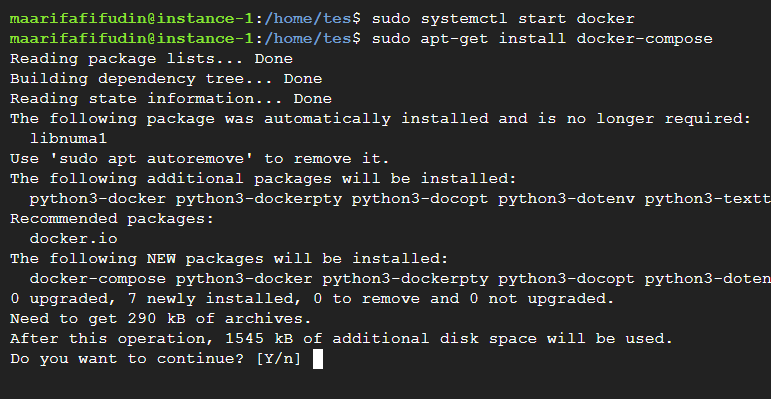 maarifafifudin@instance-1:/home/tes$ sudo systemctl start docker
maarifafifudin@instance-1:/home/tes$ sudo apt-get install docker-compose
Reading package lists... Done
Building dependency tree... Done
Reading state information... Done
The following package was automatically installed and is no longer required:
  libnuma1
Use 'sudo apt autoremove' to remove it.
The following additional packages will be installed:
  python3-docker python3-dockerpty python3-docopt python3-dotenv python3-textt
Recommended packages:
  docker.io
The following NEW packages will be installed:
  docker-compose python3-docker python3-dockerpty python3-docopt python3-doten
0 upgraded, 7 newly installed, 0 to remove and 0 not upgraded.
Need to get 290 kB of archives.
After this operation, 1545 kB of additional disk space will be used.
Do you want to continue? [Y/n]